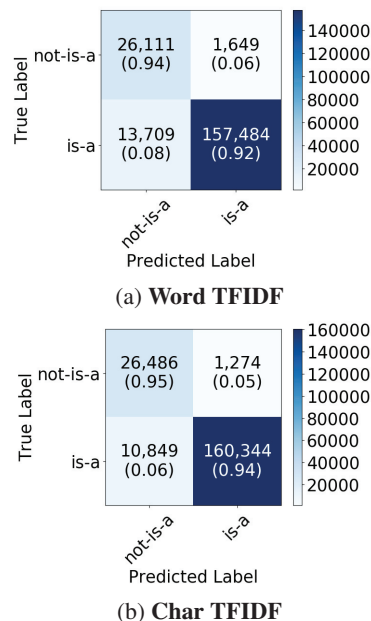 True Label
not-is-a
26,111
(0.94)
1,649
(0.06)
is-a
13,709
(0.08)
157,484
(0.92)
not-is-a
is-a
Predicted Label
140000
120000
100000
80000
60000
40000
20000
(a) Word TFIDF
True Label
not-is-a
26,486
(0.95)
1,274
(0.05)
is-a
10,849
(0.06)
160,344
(0.94)
not-is-a
is-a
Predicted Label
160000
140000
120000
100000
80000
60000
40000
20000
(b) Char TFIDF